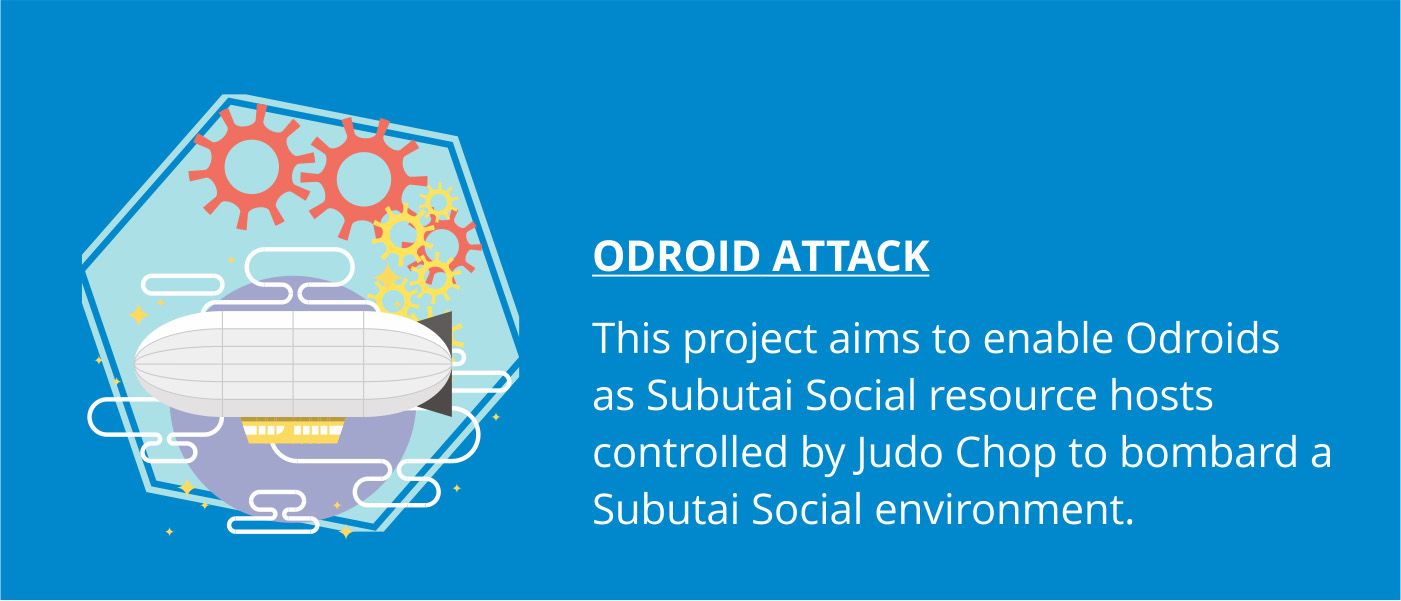 ODROID ATTACK
This project aims to enable Odroids
as Subutai Social resource hosts
controlled by Judo Chop to bombard a
Subutai Social environment.